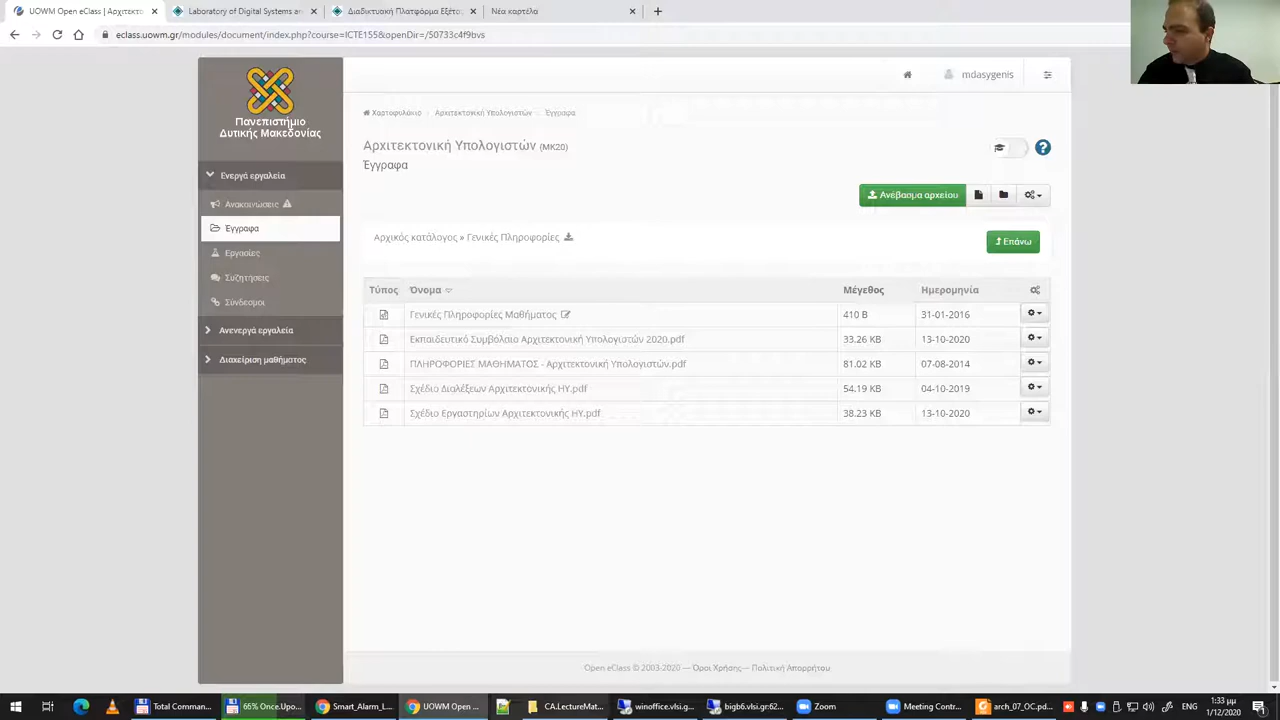 UOWM Open eClass | Αρχιτεκτο
Laboratory of Digital Systems an
Διαδικτυακή Πλατφόρμα Εξέτα
Νέα καρτέλα
eclass.uowm.gr/modules/document/index.php?course=ICTE155&openDir=/50733c4f9bvs
Πανεπιστήμιο
Δυτικής Μακεδονίας
mdasygenis
Χαρτοφυλάκιο / Αρχιτεκτονική Υπολογιστών / Έγγραφα
Αρχιτεκτονική Υπολογιστών (MK20)
Έγγραφα
Ενεργά εργαλεία
Ανακοινώσεις
Έγγραφα
Εργασίες
Συζητήσεις
Σύνδεσμοι
Ανενεργά εργαλεία
Διαχείριση μαθήματος
Ανέβασμα αρχείου
Αρχικός κατάλογος » Γενικές Πληροφορίες
Επάνω
Τύπος Όνομα Μέγεθος Ημερομηνία
Γενικές Πληροφορίες Μαθήματος 410 B 31-01-2016
Εκπαιδευτικό Συμβόλαιο Αρχιτεκτονική Υπολογιστών 2020.pdf 33.26 KB 13-10-2020
ΠΛΗΡΟΦΟΡΙΕΣ ΜΑΘΗΜΑΤΟΣ - Αρχιτεκτονική Υπολογιστών.pdf 81.02 KB 07-08-2014
Σχέδιο Διαλέξεων Αρχιτεκτονικής ΗΥ.pdf 54.19 KB 04-10-2019
Σχέδιο Εργαστηρίων Αρχιτεκτονικής ΗΥ.pdf 38.23 KB 13-10-2020
Open eClass © 2003-2020 — Όροι Χρήσης — Πολιτική Απορρήτου
Total Comman...
66% Once.Upo...
Smart_Alarm_L...
UOWM Open ...
CA.LectureMat...
winoffice.vlsi.g...
bigb6.vlsi.gr:62...
Zoom
Zoom
Meeting Contr...
arch_07_OC.pd...
ENG
1:33 μμ
1/12/2020